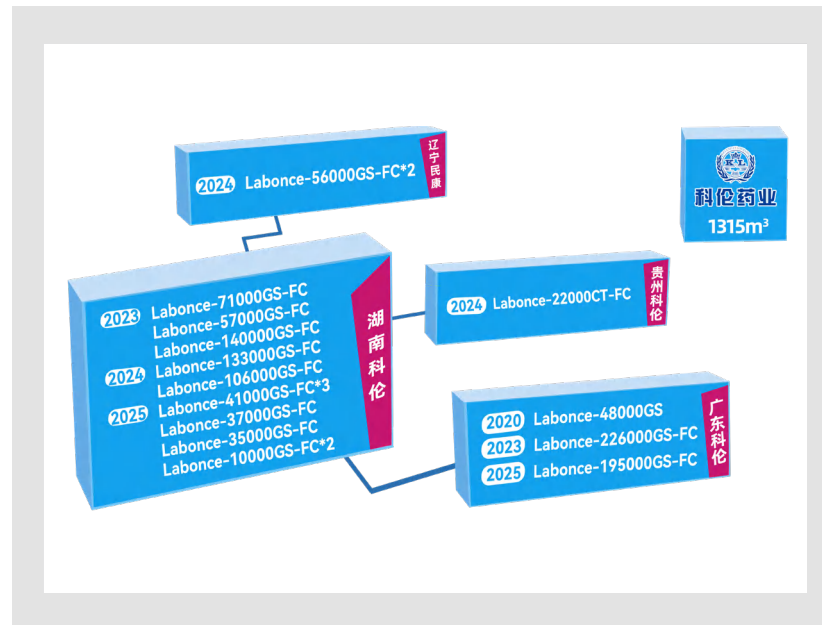 2024 Labonce-56000GS-FC*2
辽宁民康
K L
科伦药业
1315m³
2023 Labonce-71000GS-FC
Labonce-57000GS-FC
Labonce-140000GS-FC
2024 Labonce-133000GS-FC
Labonce-106000GS-FC
2025 Labonce-41000GS-FC*3
Labonce-37000GS-FC
Labonce-35000GS-FC
Labonce-10000GS-FC*2
湖南科伦
2024 Labonce-22000CT-FC
贵州科伦
2020 Labonce-48000GS
2023 Labonce-226000GS-FC
2025 Labonce-195000GS-FC
广东科伦